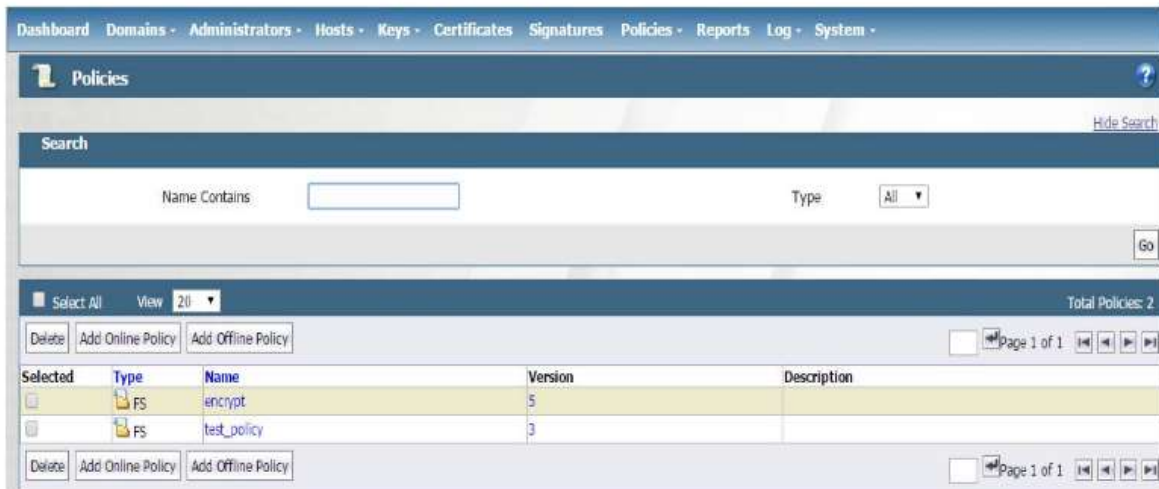 Dashboard Domains - Administrators - Hosts - Keys - Certificates Signatures Policies - Reports Log - System -
Policies ?
Hide Search
Search
Name Contains Type All
Go
Select All View 20 Total Policies: 2
Delete Add Online Policy Add Offline Policy Page 1 of 1
Selected Type Name Version Description
FS encrypt 5
FS test_policy 3
Delete Add Online Policy Add Offline Policy Page 1 of 1